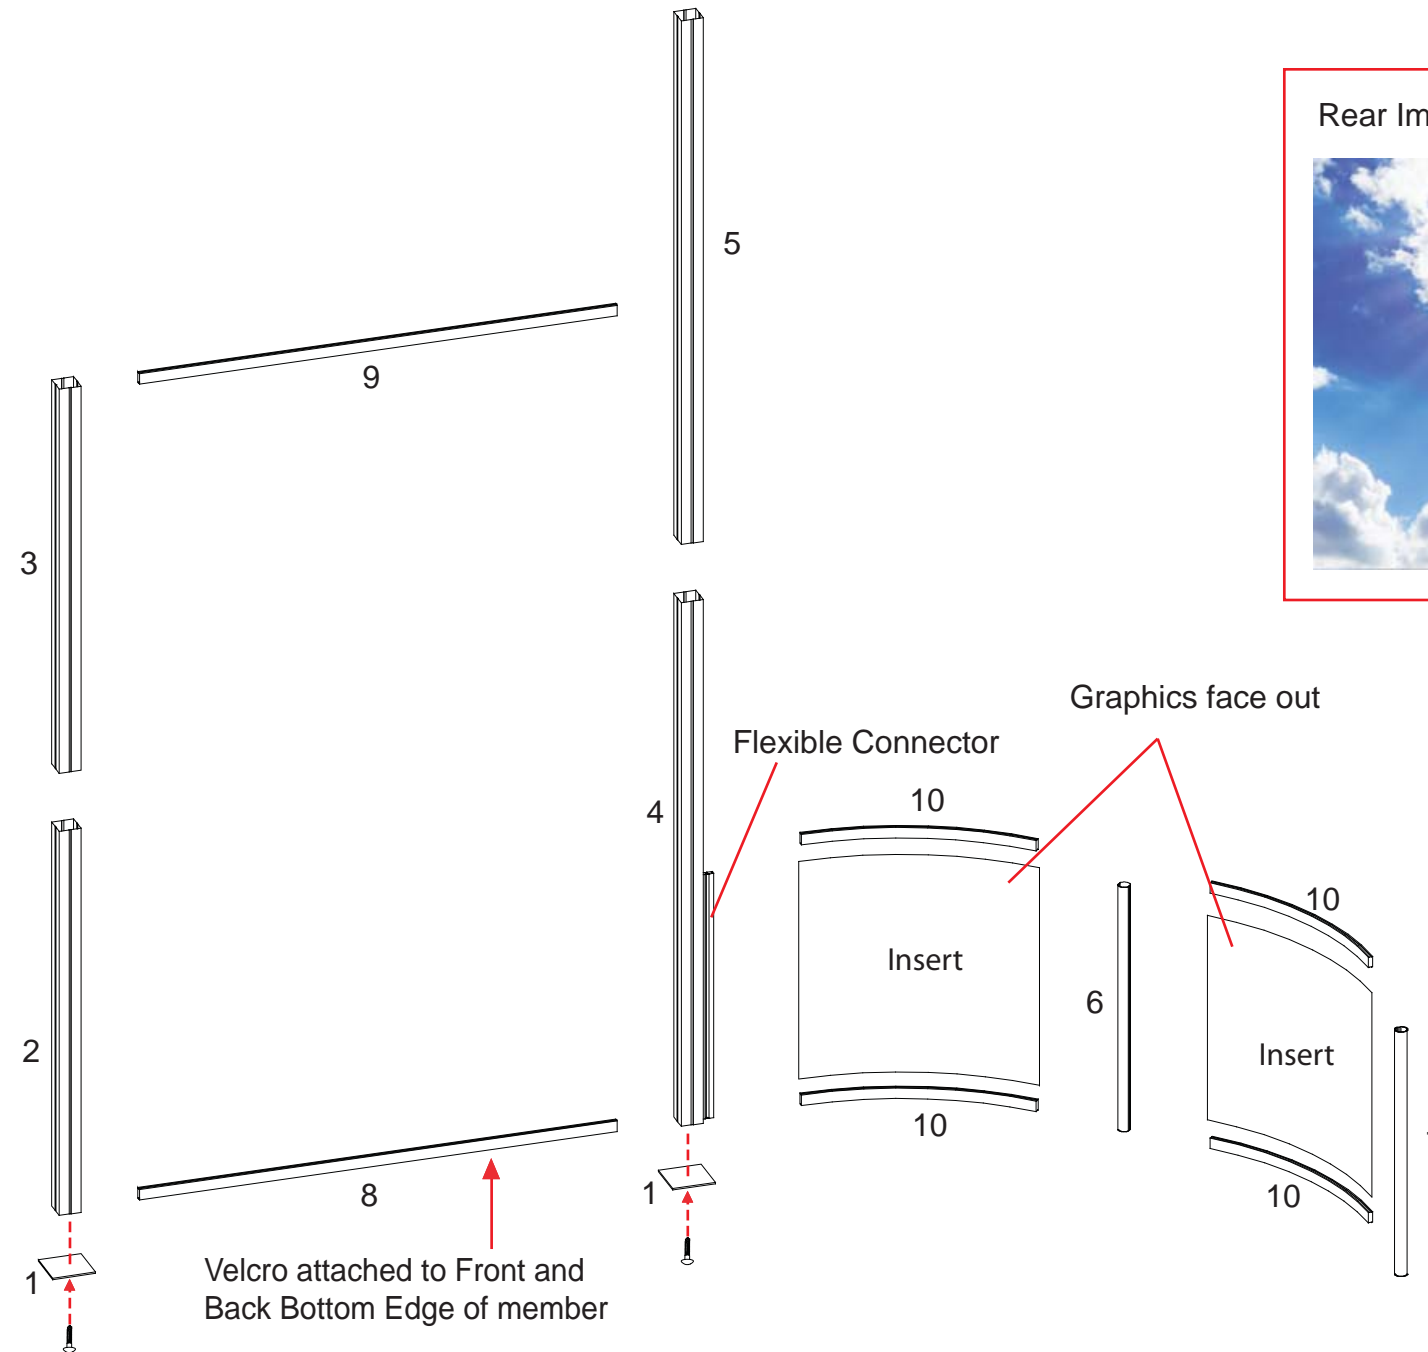 Rear Im
5
9
3
Graphics face out
Flexible Connector
10
4
10
Insert
6
2
Insert
10
1
8
10
Velcro attached to Front and
Back Bottom Edge of member
1